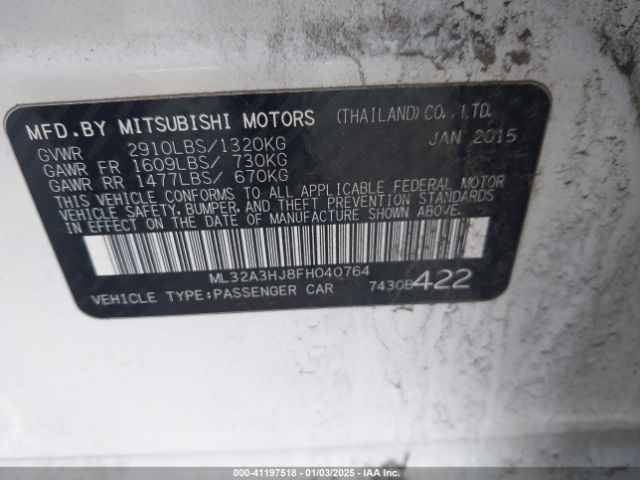 MFD.BY MITSUBISHI MOTORS (THAILAND) CO.,LTD.
GVWR 2910LBS/1320KG JAN 2015
GAWR FR 1609LBS/ 730KG
GAWR RR 1477LBS/ 670KG
THIS VEHICLE CONFORMS TO ALL APPLICABLE FEDERAL MOTOR
VEHICLE SAFETY, BUMPER, AND THEFT PREVENTION STANDARDS
IN EFFECT ON THE DATE OF MANUFACTURE SHOWN ABOVE.
ML32A3HJ8FH040764
VEHICLE TYPE:PASSENGER CAR 7430B422
000-41197518 - 01/03/2025 - IAAI.COM